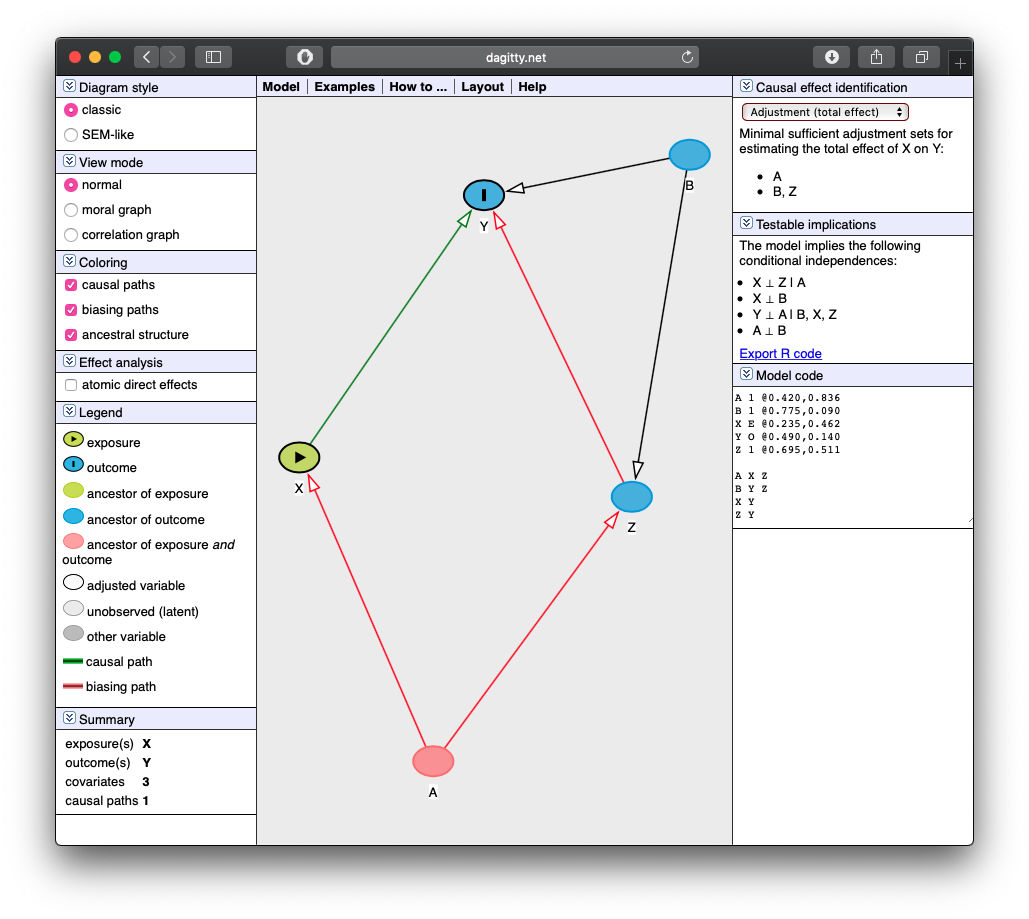 dagitty.net
Diagram style
classic
SEM-like
View mode
normal
moral graph
correlation graph
Coloring
causal paths
biasing paths
ancestral structure
Effect analysis
atomic direct effects
Legend
exposure
outcome
ancestor of exposure
ancestor of outcome
ancestor of exposure and
outcome
adjusted variable
unobserved (latent)
other variable
causal path
biasing path
Summary
exposure(s) X
outcome(s) Y
covariates 3
causal paths 1
Model | Examples | How to ... | Layout | Help
B
Y
X
Z
A
Causal effect identification
Adjustment (total effect)
Minimal sufficient adjustment sets for
estimating the total effect of X on Y:
• A
• B, Z
Testable implications
The model implies the following
conditional independences:
• X ⊥ Z | A
• X ⊥ B
• Y ⊥ A | B, X, Z
• A ⊥ B
Export R code
Model code
A 1 @0.420,0.836
B 1 @0.775,0.090
X E @0.235,0.462
Y O @0.490,0.140
Z 1 @0.695,0.511
A X Z
B Y Z
X Y
Z Y